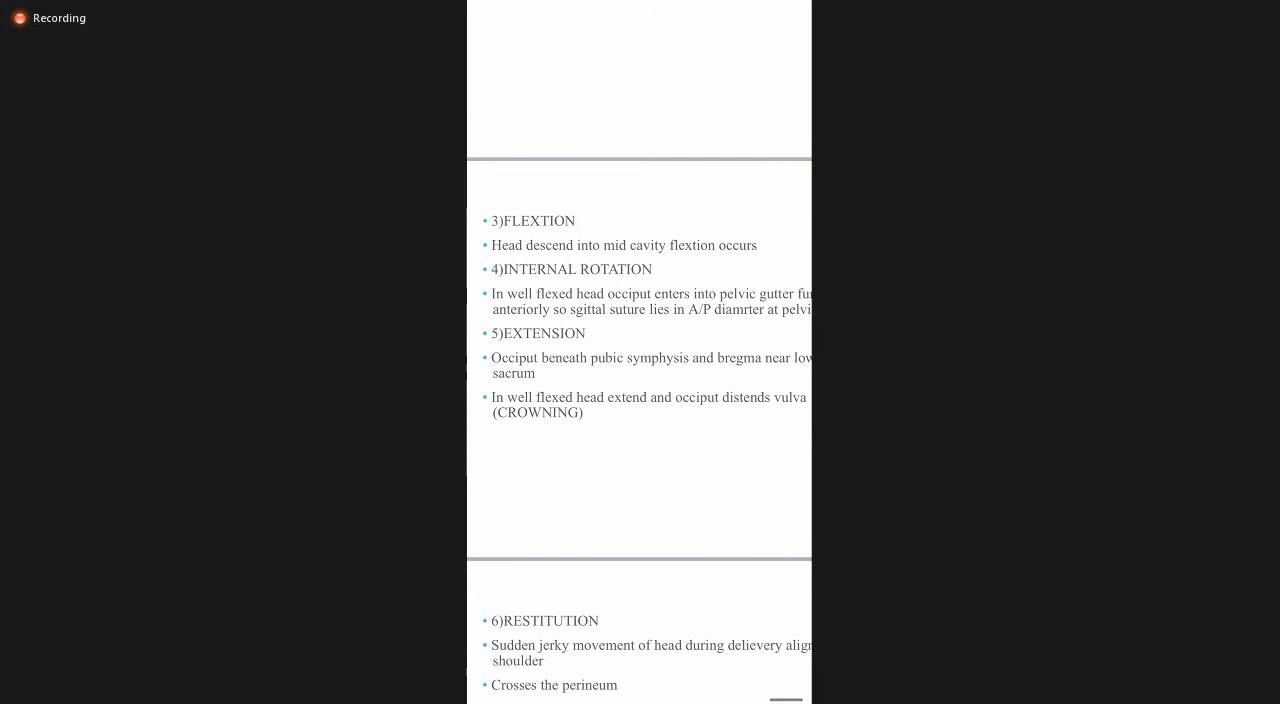 Recording
• 3)FLEXTION
• Head descend into mid cavity flextion occurs
• 4)INTERNAL ROTATION
• In well flexed head occiput enters into pelvic gutter
anteriorly so sgittal suture lies in A/P diamrter at
• 5)EXTENSION
• Occiput beneath pubic symphysis and bregma near
sacrum
• In well flexed head extend and occiput distends vulva
(CROWNING)
• 6)RESTITUTION
• Sudden jerky movement of head during delievery
shoulder
• Crosses the perineum